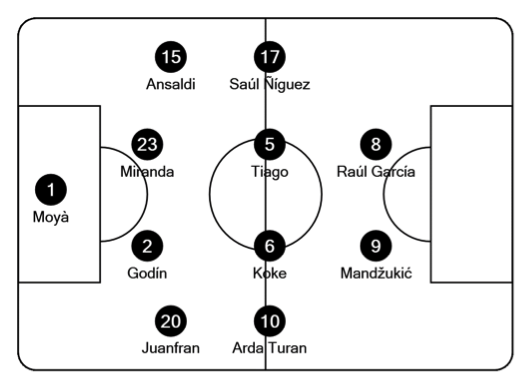 15
Ansaldi
17
Saúl Ñíguez
23
Miranda
5
Tiago
8
Raúl García
1
Moyà
2
Godín
6
Koke
9
Mandžukić
20
Juanfran
10
Arda Turan